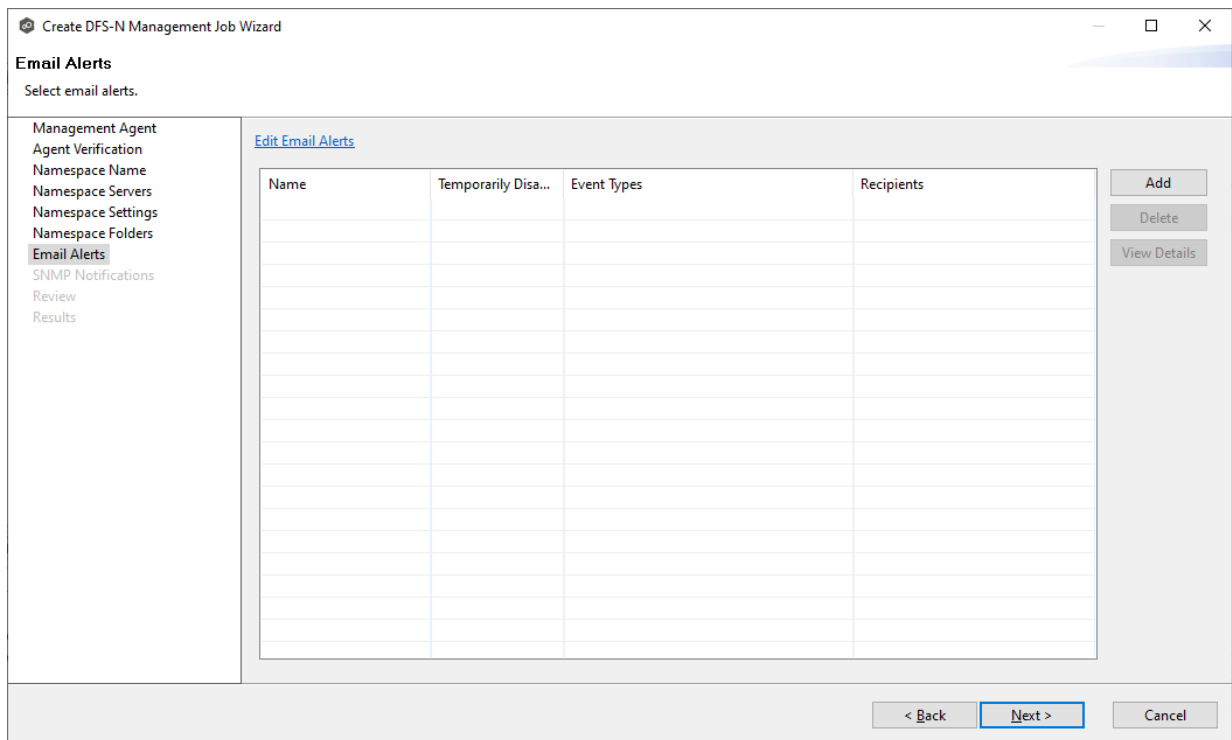 Create DFS-N Management Job Wizard
Email Alerts
Select email alerts.
Management Agent
Agent Verification
Namespace Name
Namespace Servers
Namespace Settings
Namespace Folders
Email Alerts
SNMP Notifications
Review
Results
Edit Email Alerts
Name Temporarily Disa... Event Types Recipients
Add
Delete
View Details
< Back Next > Cancel